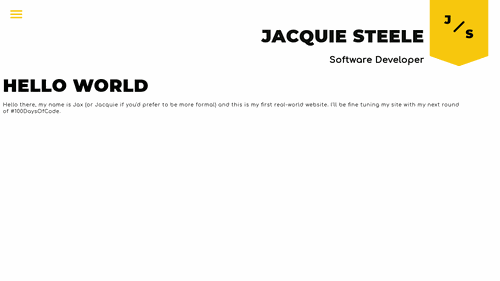 J/S
JACQUIE STEELE
Software Developer
HELLO WORLD
Hello there, my name is Jax (or Jacquie if you'd prefer to be more formal) and this is my first real-world website. I'll be fine tuning my site with my next round
of #100DaysOfCode.